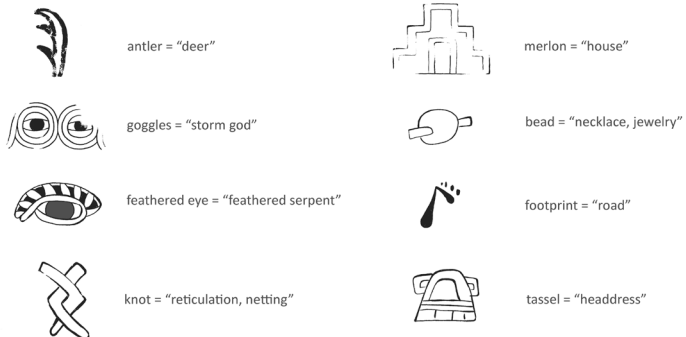 antler = “deer”
merlon = “house”
goggles = “storm god”
bead = “necklace, jewelry”
feathered eye = “feathered serpent”
footprint = “road”
knot = “reticulation, netting”
tassel = “headdress”